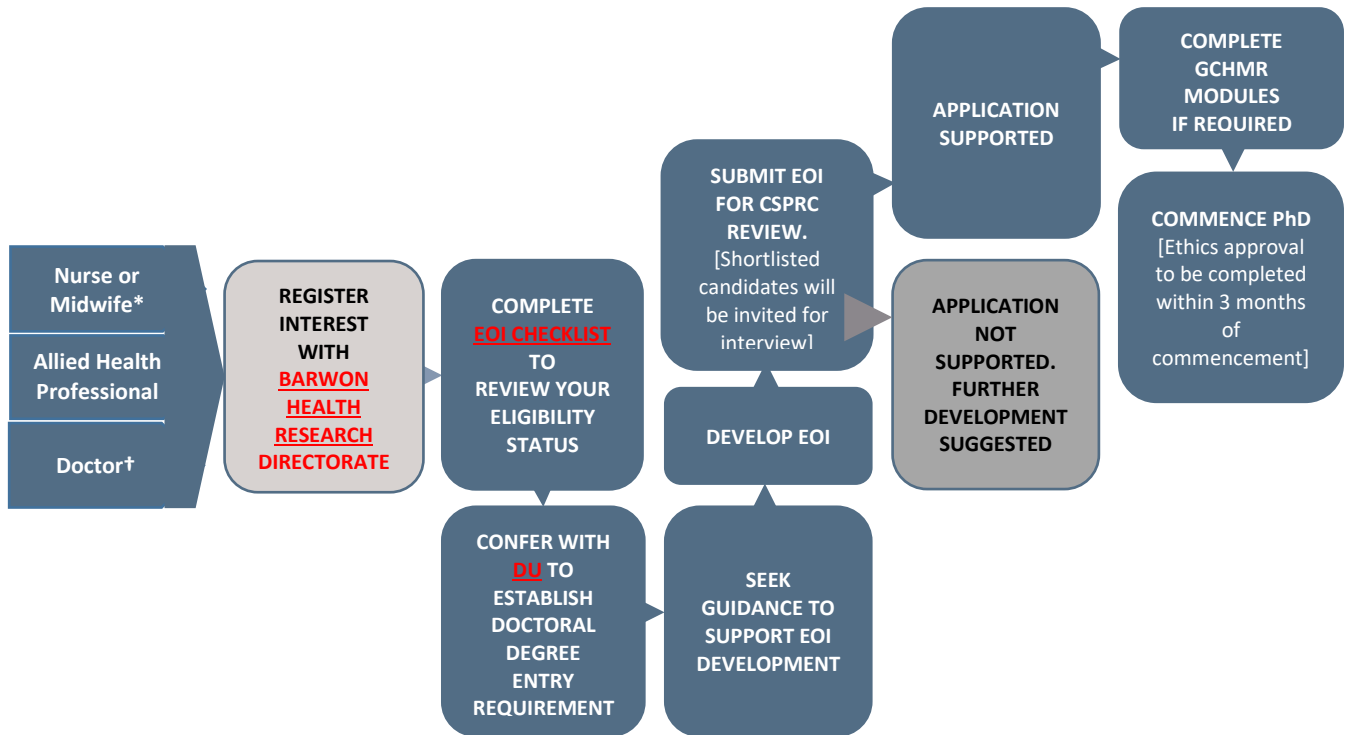 Nurse or
Midwife*
Allied Health
Professional
Doctor†
REGISTER
INTEREST
WITH
BARWON
HEALTH
RESEARCH
DIRECTORATE
COMPLETE
EOI CHECKLIST
TO
REVIEW YOUR
ELIGIBILITY
STATUS
CONFER WITH
DU TO
ESTABLISH
DOCTORAL
DEGREE
ENTRY
REQUIREMENT
SEEK
GUIDANCE TO
SUPPORT EOI
DEVELOPMENT
DEVELOP EOI
SUBMIT EOI
FOR CSPRC
REVIEW.
[Shortlisted
candidates will
be invited for
interview]
APPLICATION
SUPPORTED
APPLICATION
NOT
SUPPORTED.
FURTHER
DEVELOPMENT
SUGGESTED
COMPLETE
GCHMR
MODULES
IF REQUIRED
COMMENCE PhD
[Ethics approval
to be completed
within 3 months
of
commencement]